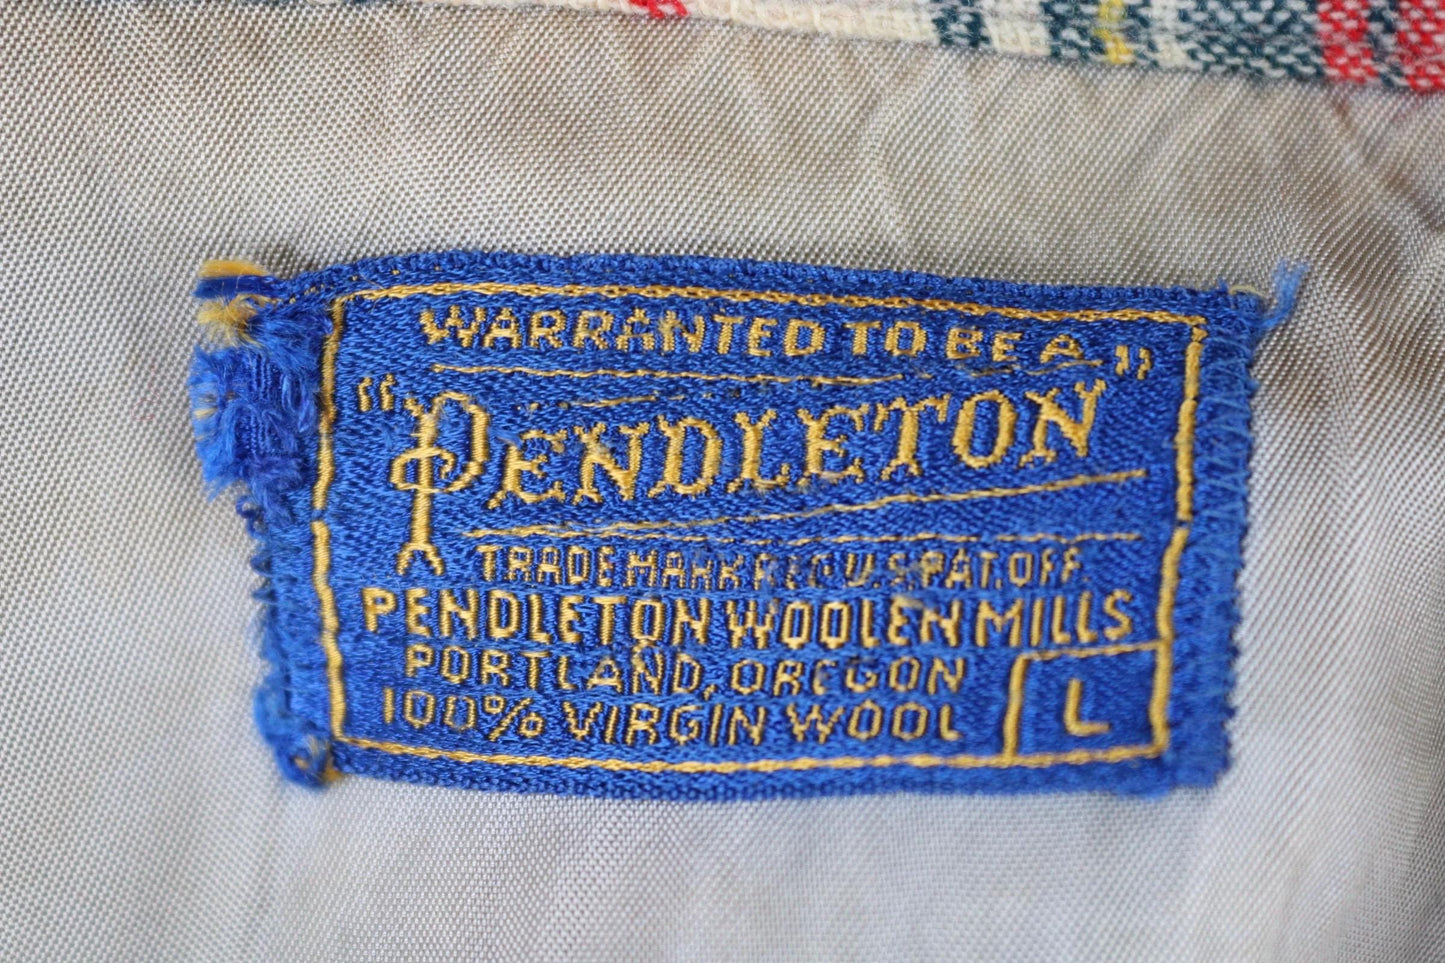 WARRANTED TO BE A
"PENDLETON"
TRADE MARK REG U.S. PAT. OFF.
PENDLETON WOOLEN MILLS
PORTLAND, OREGON
100% VIRGIN WOOL
L